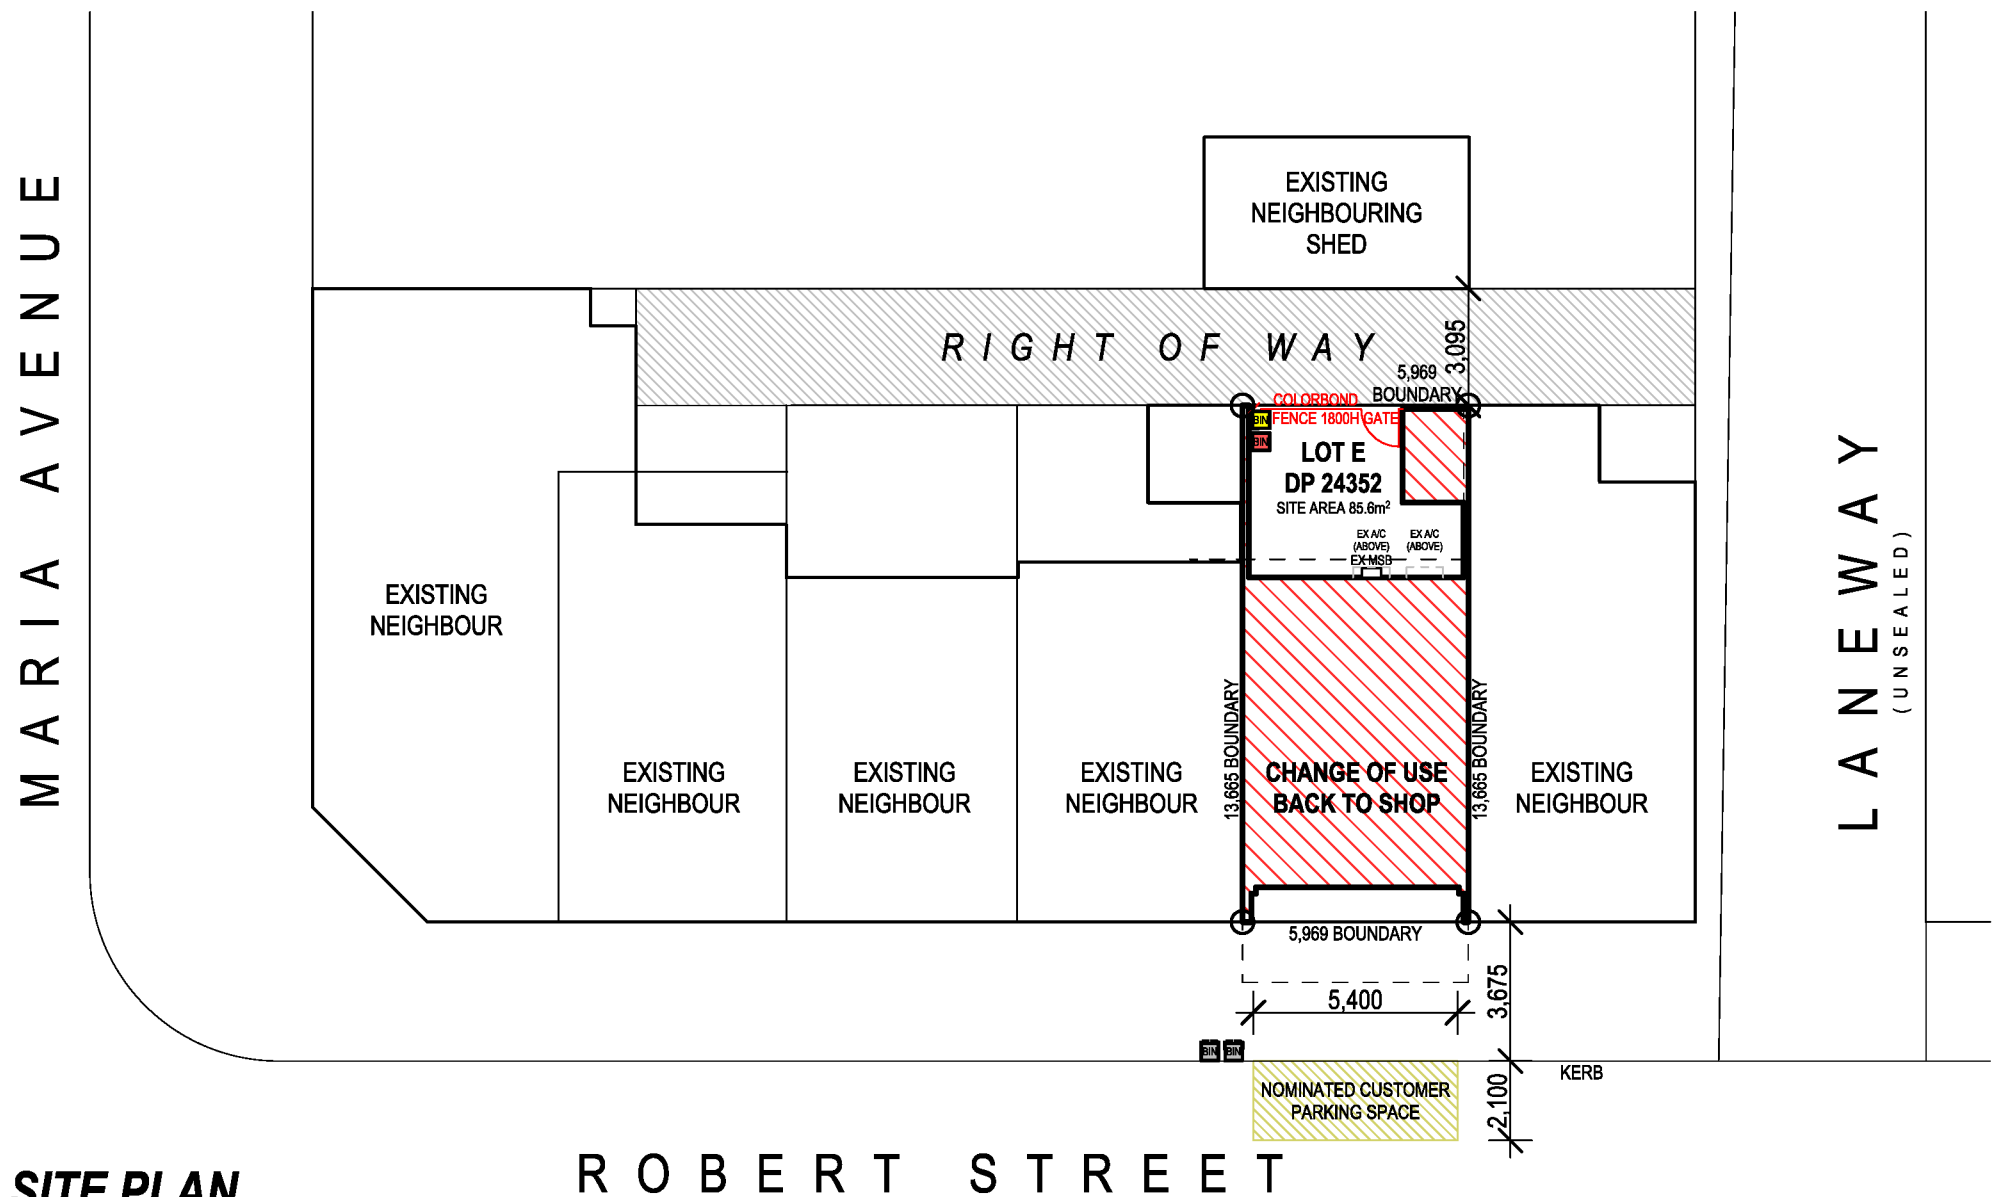 MARIA AVENUE
EXISTING
NEIGHBOURING
SHED
RIGHT OF WAY
3,095
5,969
BOUNDARY
COLORBOND
FENCE 1800H GATE
BIN
BIN
LOT E
DP 24352
SITE AREA 85.6m²
EX A/C
(ABOVE)
EX A/C
(ABOVE)
EX MSB
EXISTING
NEIGHBOUR
EXISTING
NEIGHBOUR
EXISTING
NEIGHBOUR
EXISTING
NEIGHBOUR
13,665 BOUNDARY
CHANGE OF USE
BACK TO SHOP
13,665 BOUNDARY
EXISTING
NEIGHBOUR
LANEWAY
(UNSEALED)
5,969 BOUNDARY
5,400
3,675
BIN
BIN
KERB
NOMINATED CUSTOMER
PARKING SPACE
2,100
ROBERT STREET
SITE PLAN